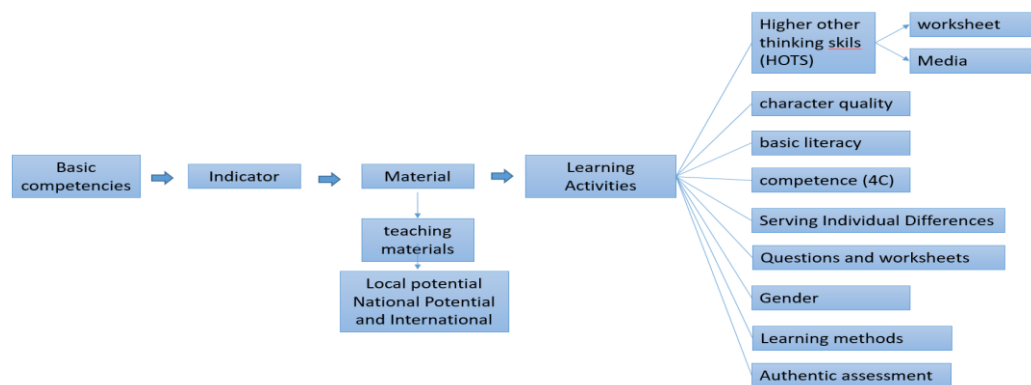 Basic
competencies
Indicator
Material
teaching
materials
Local potential
National Potential
and International
Learning
Activities
Higher other
thinking skils
(HOTS)
worksheet
Media
character quality
basic literacy
competence (4C)
Serving Individual Differences
Questions and worksheets
Gender
Learning methods
Authentic assessment